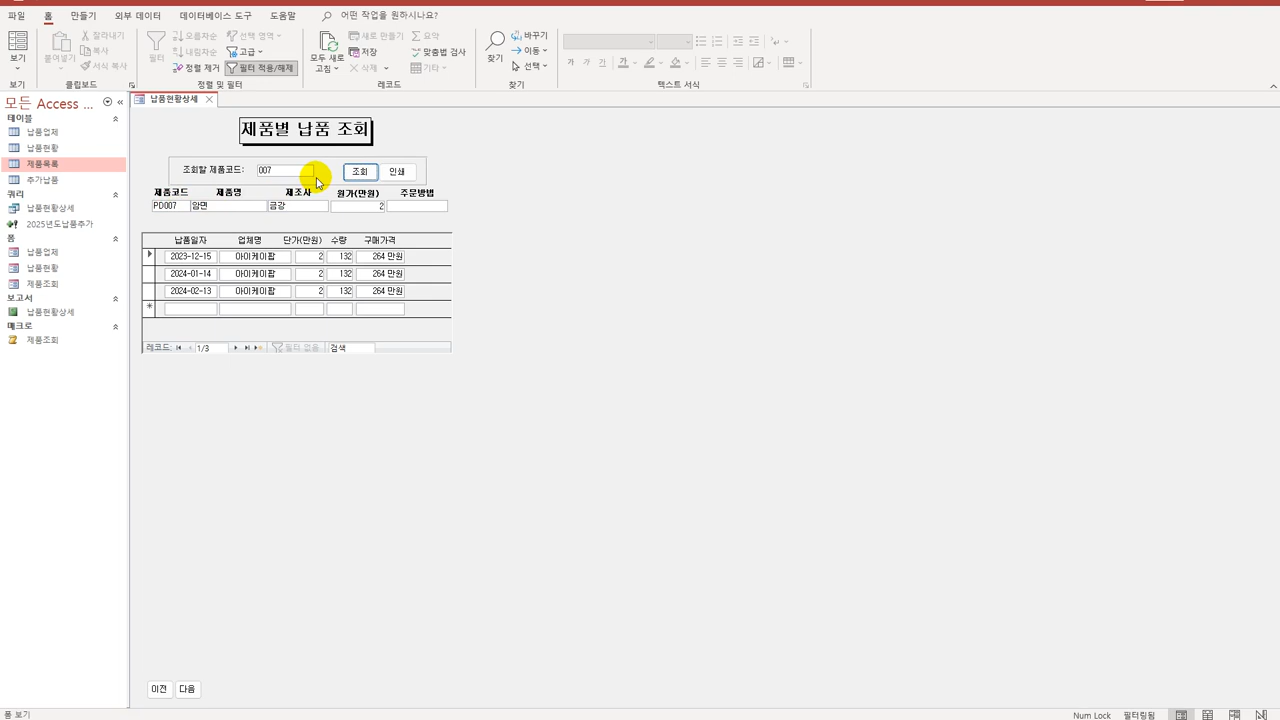 파일 홈 만들기 외부 데이터 데이터베이스 도구 도움말 어떤 작업을 원하시나요?
보기
붙여넣기
잘라내기
복사
서식 복사
필터
오름차순
내림차순
정렬 제거
선택 영역
고급
필터 적용/해제
모두 새로 고침
새로 만들기
저장
삭제
요약
맞춤법 검사
기타
찾기
바꾸기
이동
선택
가 가 가 가 가
보기 클립보드 정렬 및 필터 레코드 찾기 텍스트 서식
모든 Access ...
테이블
납품업체
납품현황
제품목록
추가납품
쿼리
납품현황상세
2025년도납품추가
폼
납품업체
납품현황
제품조회
보고서
납품현황상세
매크로
제품조회
납품현황상세
제품별 납품 조회
조회할 제품코드: 007 조회 인쇄
제품코드 제품명 제조사 원가(만원) 주문방법
PD007 암면 금강 2
납품일자 업체명 단가(만원) 수량 구매가격
2023-12-15 아이케이팝 2 132 264 만원
2024-01-14 아이케이팝 2 132 264 만원
2024-02-13 아이케이팝 2 132 264 만원
레코드: 1/3 필터 없음 검색
이전 다음
폼 보기 Num Lock 필터링됨